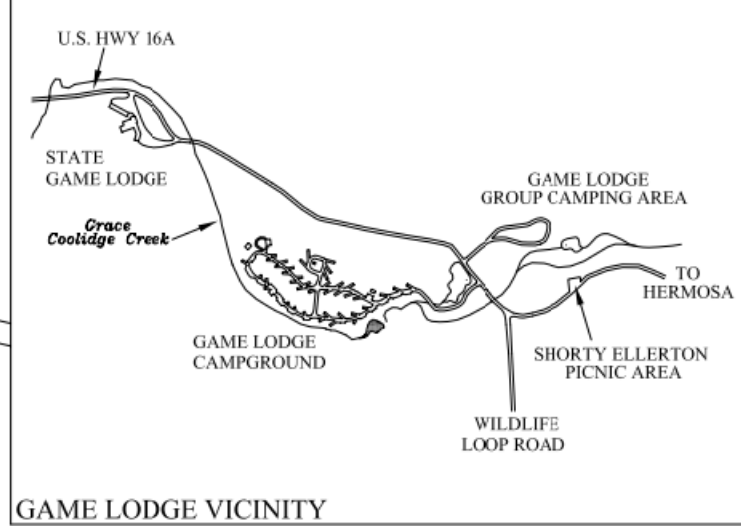 U.S. HWY 16A
STATE
GAME LODGE
GAME LODGE
GROUP CAMPING AREA
Grace
Coolidge Creek
TO
HERMOSA
GAME LODGE
CAMPGROUND
SHORTY ELLERTON
PICNIC AREA
WILDLIFE
LOOP ROAD
GAME LODGE VICINITY